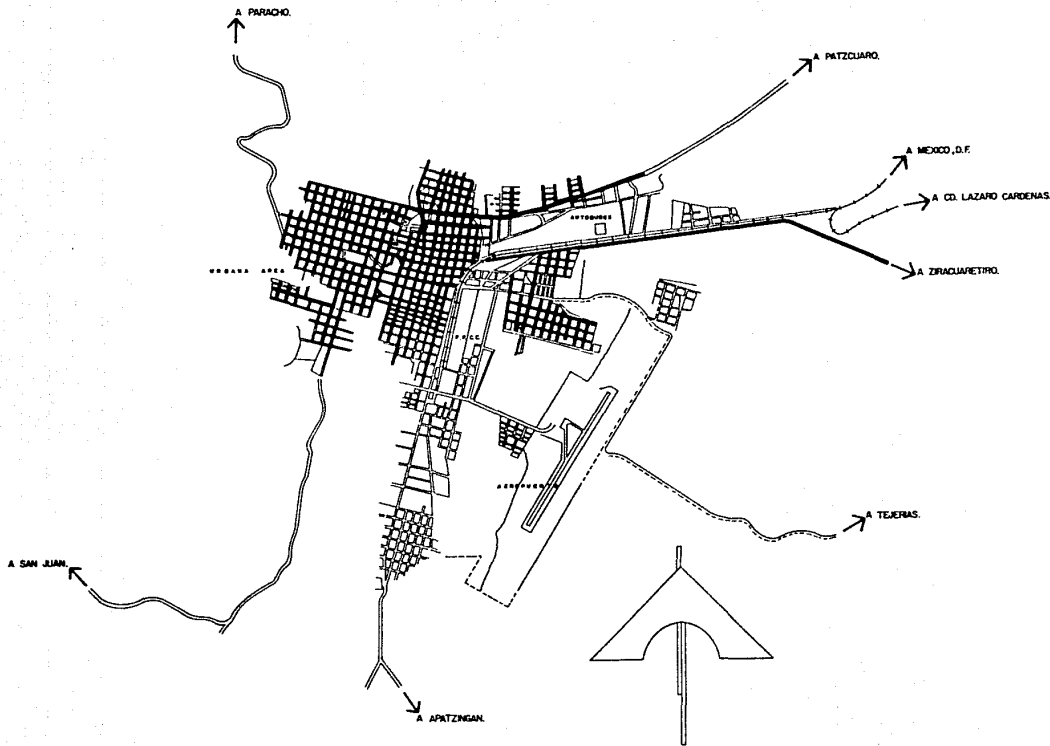 A PARACHO.
A PATZCUARO.
A MEXICO, D.F.
A CD. LAZARO CARDENAS.
AUTOBUSES
URBANA AREA
A ZIRACUARETIRO.
F.F.C.C.
AEROPUERTO
A TEJERIAS.
A SAN JUAN.
A APATZINGAN.